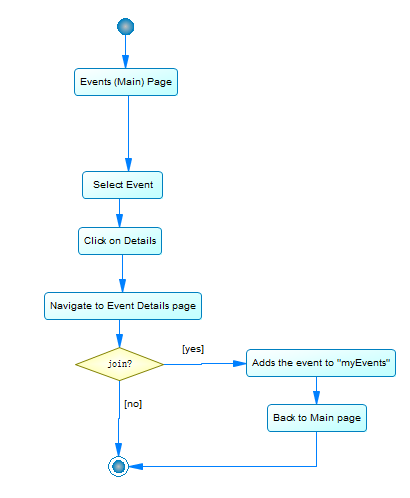 Events (Main) Page
Select Event
Click on Details
Navigate to Event Details page
join?
[yes]
Adds the event to "myEvents"
[no]
Back to Main page